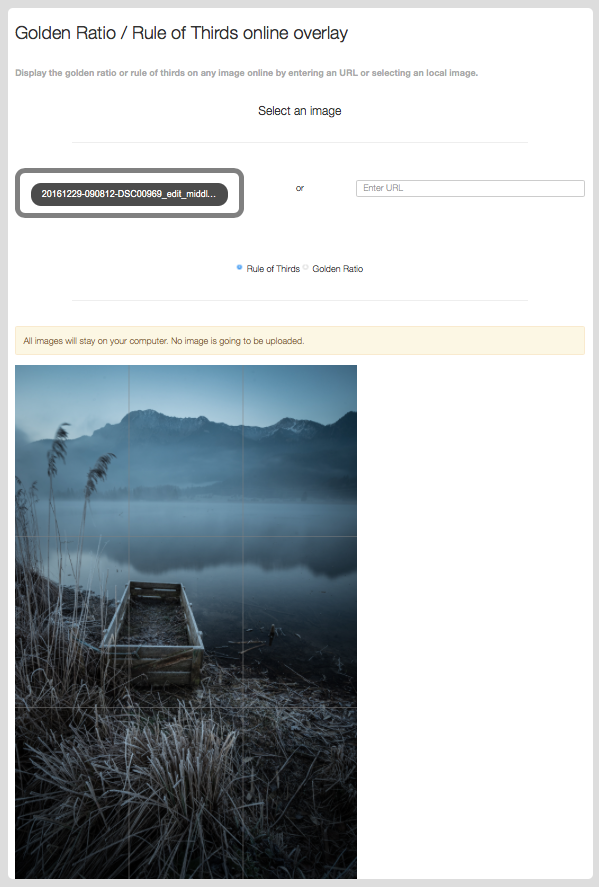 Golden Ratio / Rule of Thirds online overlay
Display the golden ratio or rule of thirds on any image online by entering an URL or selecting an local image.
Select an image
20161229-090812-DSC00969_edit_middl...
or
Enter URL
Rule of Thirds
Golden Ratio
All images will stay on your computer. No image is going to be uploaded.